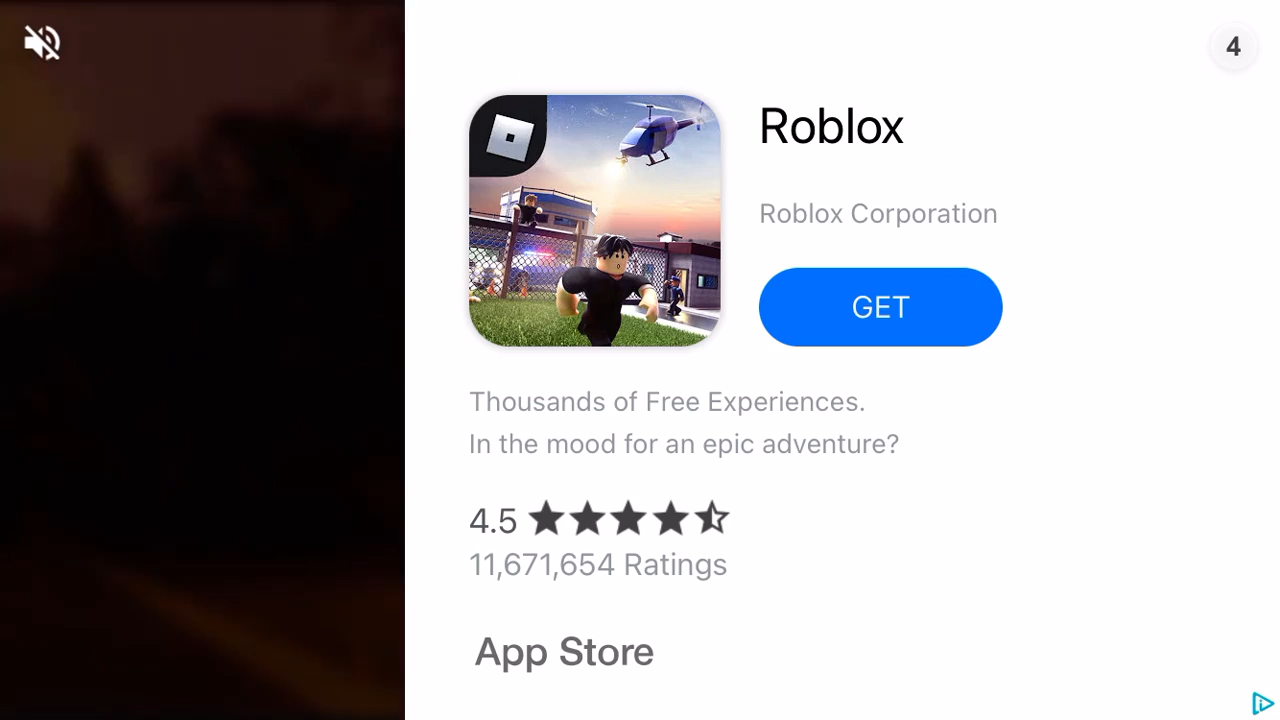 4
Roblox
Roblox Corporation
GET
Thousands of Free Experiences.
In the mood for an epic adventure?
4.5
11,671,654 Ratings
App Store